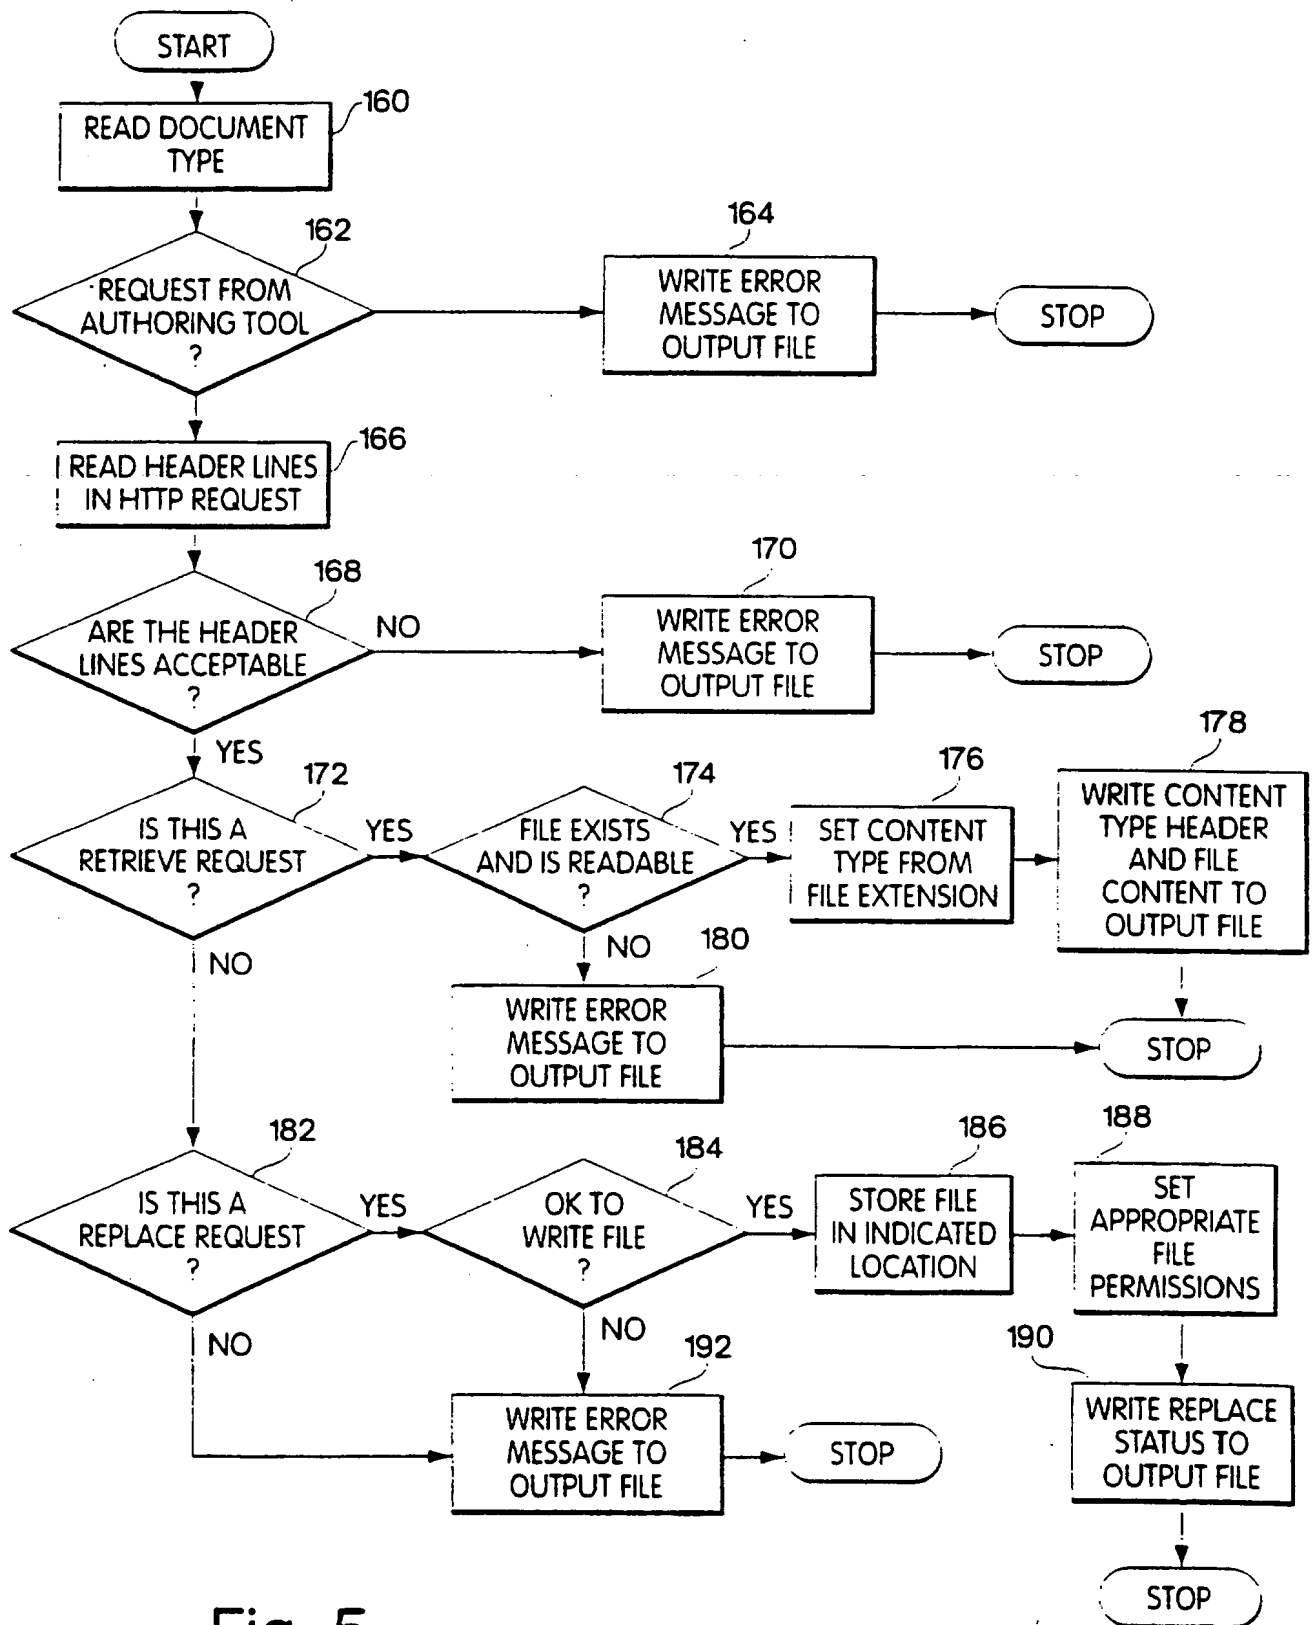 START
160
READ DOCUMENT
TYPE
162
REQUEST FROM
AUTHORING TOOL
?
164
WRITE ERROR
MESSAGE TO
OUTPUT FILE
STOP
166
READ HEADER LINES
IN HTTP REQUEST
168
ARE THE HEADER
LINES ACCEPTABLE
?
NO
170
WRITE ERROR
MESSAGE TO
OUTPUT FILE
STOP
YES
172
IS THIS A
RETRIEVE REQUEST
?
YES
174
FILE EXISTS
AND IS READABLE
?
YES
176
SET CONTENT
TYPE FROM
FILE EXTENSION
178
WRITE CONTENT
TYPE HEADER
AND FILE
CONTENT TO
OUTPUT FILE
NO
NO
180
WRITE ERROR
MESSAGE TO
OUTPUT FILE
STOP
182
IS THIS A
REPLACE REQUEST
?
YES
184
OK TO
WRITE FILE
?
YES
186
STORE FILE
IN INDICATED
LOCATION
188
SET
APPROPRIATE
FILE
PERMISSIONS
NO
NO
192
WRITE ERROR
MESSAGE TO
OUTPUT FILE
STOP
190
WRITE REPLACE
STATUS TO
OUTPUT FILE
STOP
Fig. 5